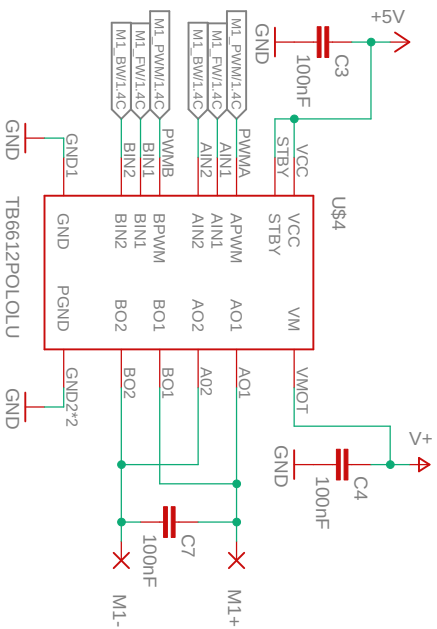 +5V
GND
C3
100nF
M1_BW/1.4C
M1_FW/1.4C
M1_PWM/1.4C
M1_BW/1.4C
M1_FW/1.4C
M1_PWM/1.4C
GND
GND1
BIN2
BIN1
PWMB
AIN2
AIN1
PWMA
STBY
VCC
U$4
TB6612POLOLU
GND
BIN2
BIN1
BPWM
AIN2
AIN1
APWM
STBY
VCC
PGND
BO2
BO1
AO2
AO1
VM
GND
GND2*2
BO2
BO1
A02
AO1
VMOT
V+
GND
C4
100nF
C7
100nF
M1-
M1+